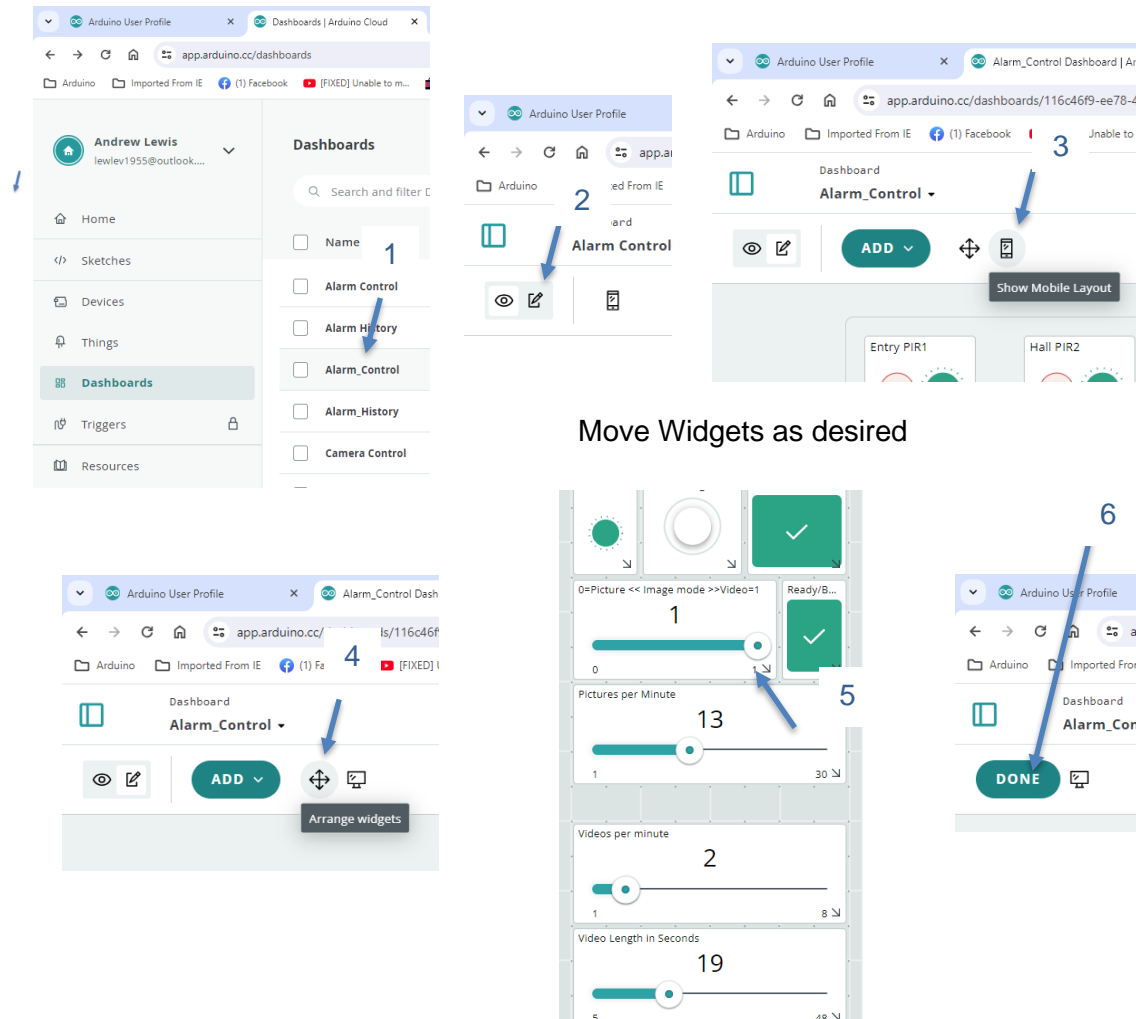 Arduino User Profile
Dashboards | Arduino Cloud
app.arduino.cc/dashboards
Arduino
Imported From IE
(1) Facebook
[FIXED] Unable to m...
Andrew Lewis
lewlev1955@outlook....
Home
Sketches
Devices
Things
Dashboards
Triggers
Resources
Dashboards
Search and filter D
Name
1
Alarm Control
Alarm History
Alarm_Control
Alarm_History
Camera Control
Arduino User Profile
Arduino
ed From IE
2
Alarm Control
Arduino User Profile
Alarm_Control Dashboard | Ar
app.arduino.cc/dashboards/116c46f9-ee78-4
Arduino
Imported From IE
(1) Facebook
3
Unable to
Dashboard
Alarm_Control
ADD
Show Mobile Layout
Entry PIR1
Hall PIR2
Move Widgets as desired
Arduino User Profile
Alarm_Control Dash
app.arduino.cc/
ls/116c46f
Arduino
Imported From IE
(1) Fa
4
[FIXED] U
Dashboard
Alarm_Control
ADD
Arrange widgets
0=Picture << Image mode >>Video=1
Ready/B...
1
0
1
5
Pictures per Minute
13
1
30
Videos per minute
2
1
8
Video Length in Seconds
19
5
48
6
Arduino User Profile
Arduino
Imported From
Dashboard
Alarm_Con
DONE